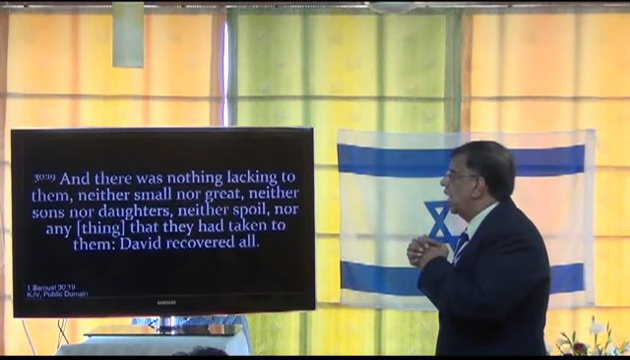 30:19 And there was nothing lacking to
them, neither small nor great, neither
sons nor daughters, neither spoil, nor
any [thing] that they had taken to
them: David recovered all.
1 Samuel 30:19
KJV, Public Domain
SAMSUNG